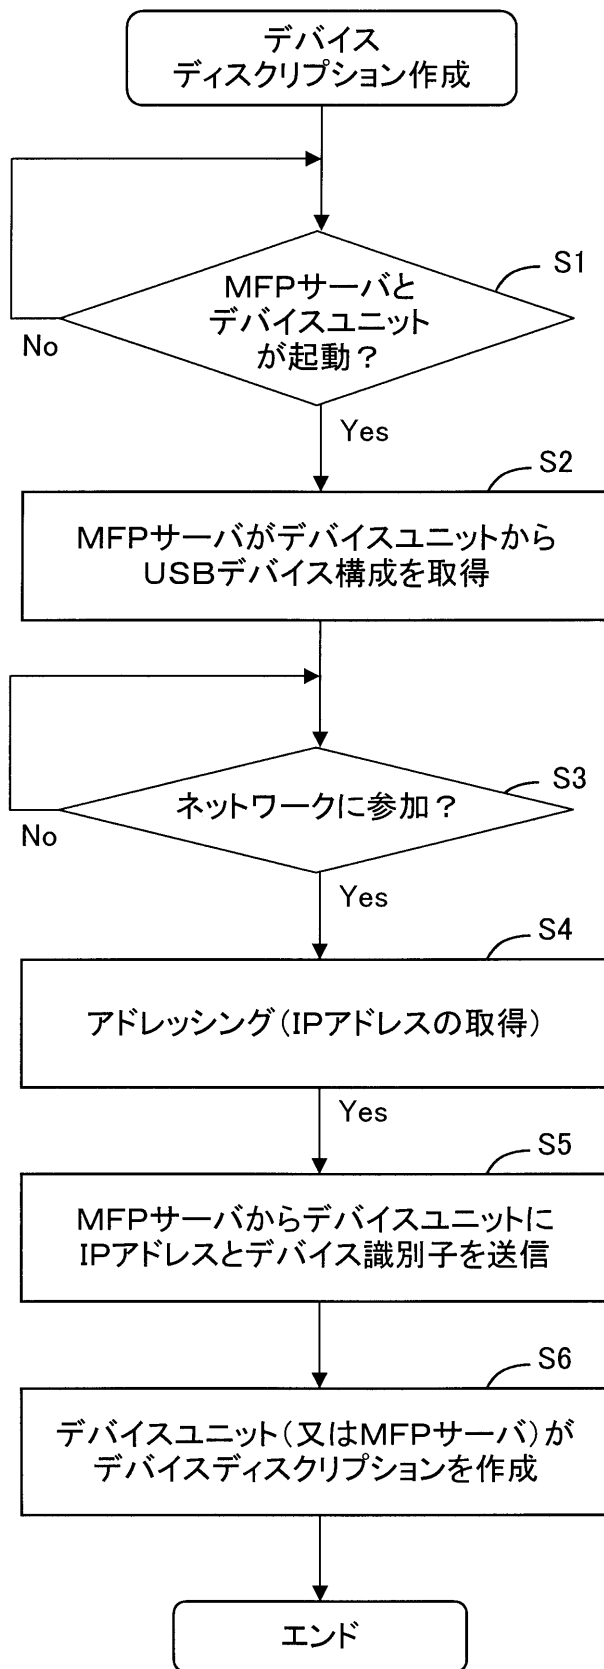 デバイス
ディスクリプション作成
S1
MFPサーバと
デバイスユニット
が起動？
No
Yes
S2
MFPサーバがデバイスユニットから
USBデバイス構成を取得
S3
ネットワークに参加？
No
Yes
S4
アドレッシング（IPアドレスの取得）
Yes
S5
MFPサーバからデバイスユニットに
IPアドレスとデバイス識別子を送信
S6
デバイスユニット（又はMFPサーバ）が
デバイスディスクリプションを作成
エンド